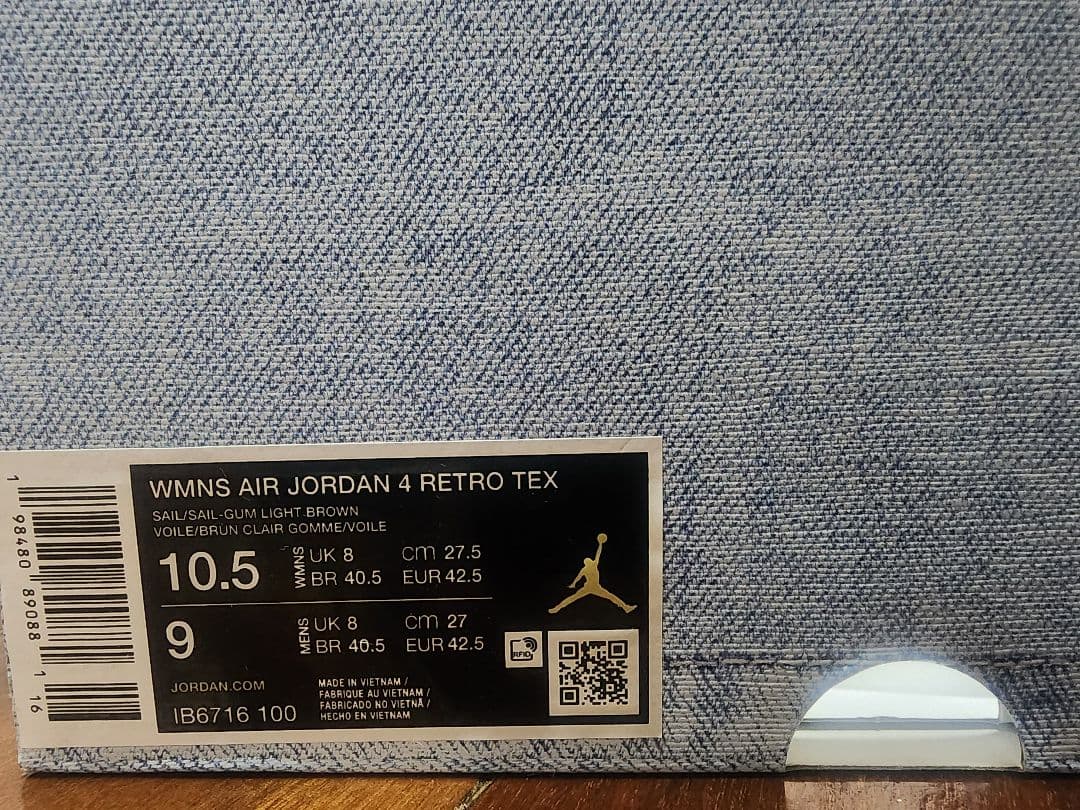 WMNS AIR JORDAN 4 RETRO TEX
SAIL/SAIL-GUM LIGHT BROWN
VOILE/BRUN CLAIR GOMME/VOILE
10.5 WMNS UK 8 cm 27.5
BR 40.5 EUR 42.5
9 MENS UK 8 cm 27
BR 40.5 EUR 42.5
RFID
JORDAN.COM
IB6716 100
MADE IN VIETNAM /
FABRIQUE AU VIETNAM /
FABRICADO NO VIETNÃ /
HECHO EN VIETNAM
1 98480 89088 1 16